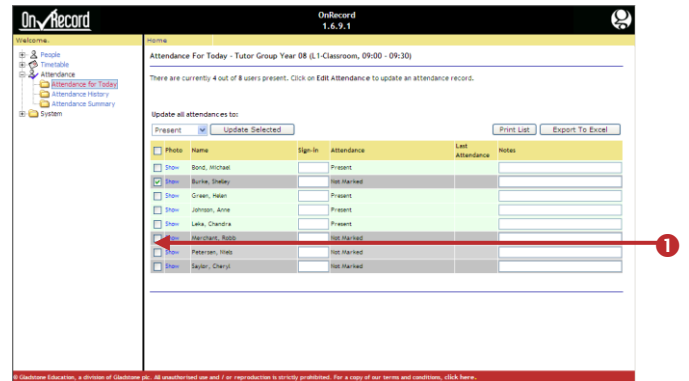 On Record
OnRecord
1.6.9.1
Welcome.
Home
People
Timetable
Attendance
Attendance for Today
Attendance History
Attendance Summary
System
Attendance For Today - Tutor Group Year 08 (L1-Classroom, 09:00 - 09:30)
There are currently 4 out of 8 users present. Click on Edit Attendance to update an attendance record.
Update all attendances to:
Present Update Selected Print List Export To Excel
Photo Name Sign-In Attendance Last Attendance Notes
Show Bond, Michael Present
Show Burke, Shelley Not Marked
Show Green, Helen Present
Show Johnson, Anne Present
Show Leka, Chandra Present
Show Merchant, Robb Not Marked
Show Petersen, Niels Not Marked
Show Saylor, Cheryl Not Marked
1
© Gladstone Education, a division of Gladstone plc. All unauthorised use and / or reproduction is strictly prohibited. For a copy of our terms and conditions, click here.